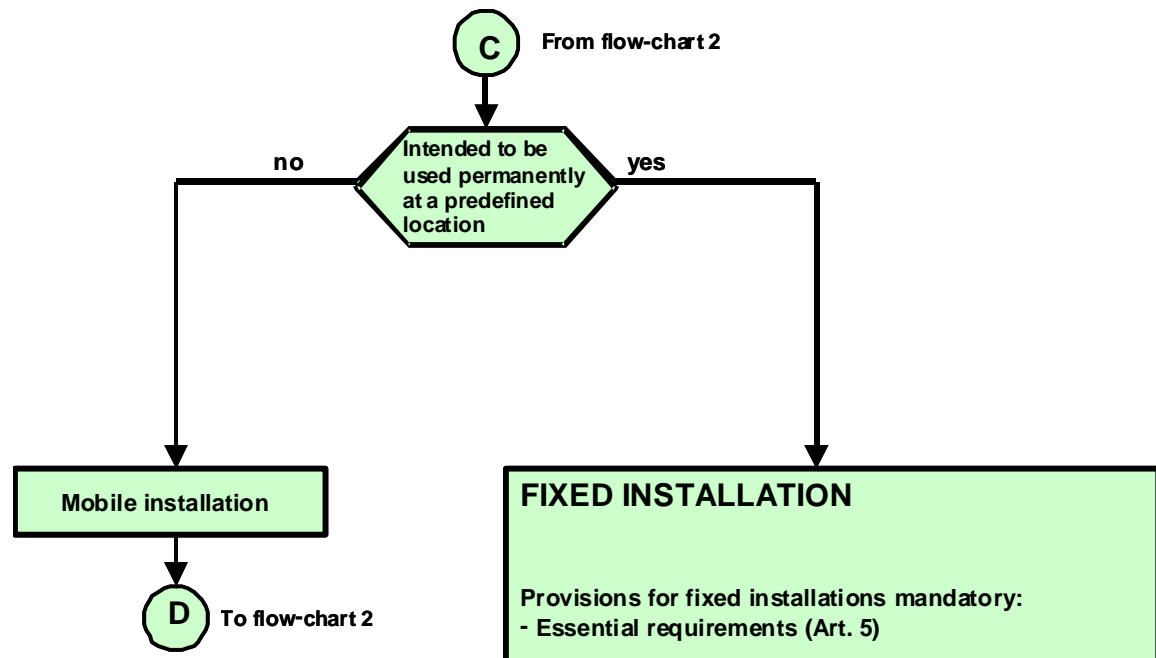 C
From flow-chart 2
Intended to be
used permanently
at a predefined
location
no
yes
Mobile installation
D
To flow-chart 2
FIXED INSTALLATION
Provisions for fixed installations mandatory:
- Essential requirements (Art. 5)